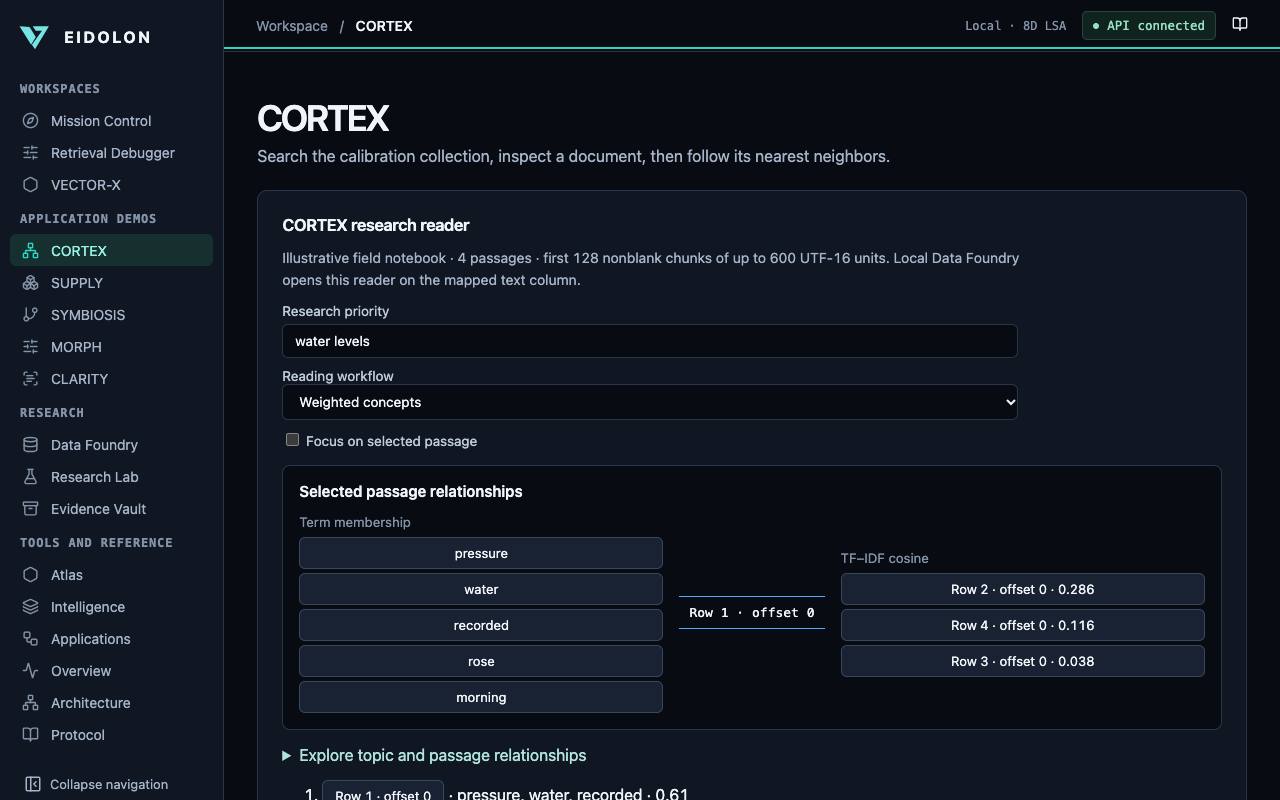 EIDOLON
WORKSPACES
Mission Control
Retrieval Debugger
VECTOR-X
APPLICATION DEMOS
CORTEX
SUPPLY
SYMBIOSIS
MORPH
CLARITY
RESEARCH
Data Foundry
Research Lab
Evidence Vault
TOOLS AND REFERENCE
Atlas
Intelligence
Applications
Overview
Architecture
Protocol
Collapse navigation
Workspace / CORTEX
Local · 8D LSA
API connected
CORTEX
Search the calibration collection, inspect a document, then follow its nearest neighbors.
CORTEX research reader
Illustrative field notebook · 4 passages · first 128 nonblank chunks of up to 600 UTF-16 units. Local Data Foundry
opens this reader on the mapped text column.
Research priority
water levels
Reading workflow
Weighted concepts
Focus on selected passage
Selected passage relationships
Term membership
pressure
water
recorded
rose
morning
Row 1 · offset 0
TF–IDF cosine
Row 2 · offset 0 · 0.286
Row 4 · offset 0 · 0.116
Row 3 · offset 0 · 0.038
Explore topic and passage relationships
1. Row 1 · offset 0 · pressure, water, recorded · 0.61